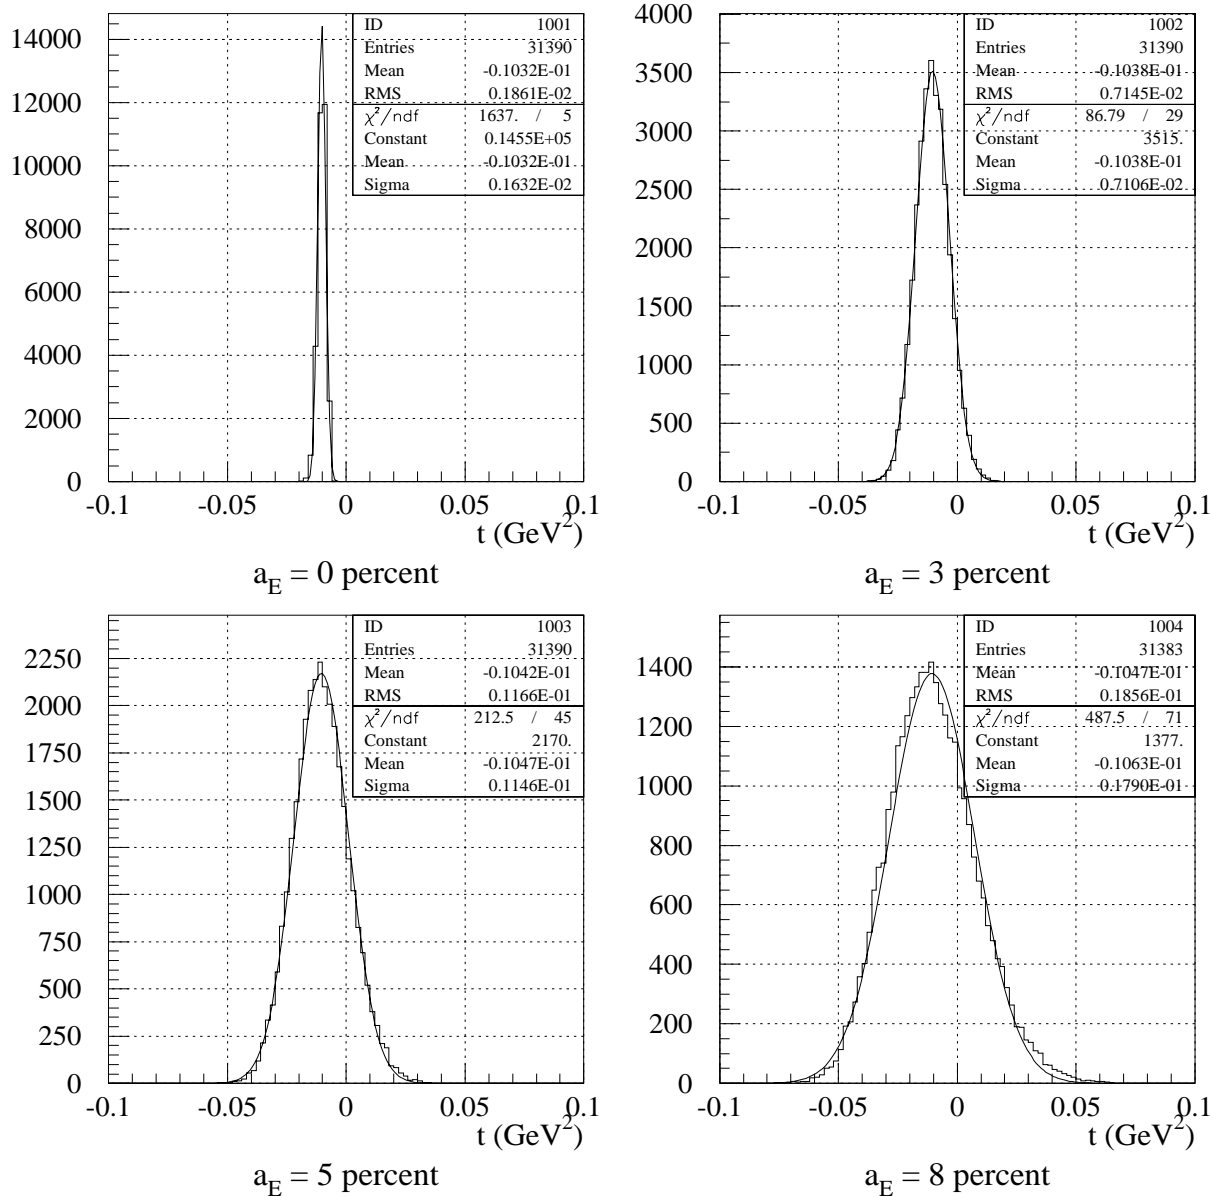 ID 1001
Entries 31390
Mean -0.1032E-01
RMS 0.1861E-02
χ²/ndf 1637. / 5
Constant 0.1455E+05
Mean -0.1032E-01
Sigma 0.1632E-02
14000
12000
10000
8000
6000
4000
2000
0
-0.1 -0.05 0 0.05 0.1
t (GeV²)
a_E = 0 percent
ID 1002
Entries 31390
Mean -0.1038E-01
RMS 0.7145E-02
χ²/ndf 86.79 / 29
Constant 3515.
Mean -0.1038E-01
Sigma 0.7106E-02
4000
3500
3000
2500
2000
1500
1000
500
0
-0.1 -0.05 0 0.05 0.1
t (GeV²)
a_E = 3 percent
ID 1003
Entries 31390
Mean -0.1042E-01
RMS 0.1166E-01
χ²/ndf 212.5 / 45
Constant 2170.
Mean -0.1047E-01
Sigma 0.1146E-01
2250
2000
1750
1500
1250
1000
750
500
250
0
-0.1 -0.05 0 0.05 0.1
t (GeV²)
a_E = 5 percent
ID 1004
Entries 31383
Mean -0.1047E-01
RMS 0.1856E-01
χ²/ndf 487.5 / 71
Constant 1377.
Mean -0.1063E-01
Sigma 0.1790E-01
1400
1200
1000
800
600
400
200
0
-0.1 -0.05 0 0.05 0.1
t (GeV²)
a_E = 8 percent